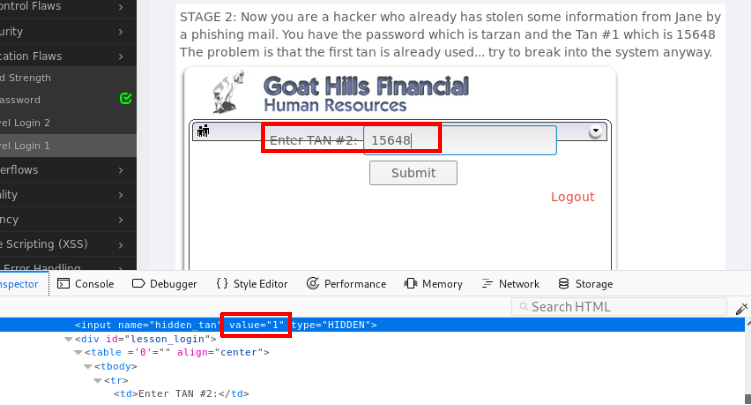 ontrol Flaws
urity
cation Flaws
d Strength
assword
vel Login 2
vel Login 1
erflows
ality
ncy
e Scripting (XSS)
Error Handling
STAGE 2: Now you are a hacker who already has stolen some information from Jane by
a phishing mail. You have the password which is tarzan and the Tan #1 which is 15648
The problem is that the first tan is already used... try to break into the system anyway.
Goat Hills Financial
Human Resources
Enter TAN #2: 15648
Submit
Logout
nspector Console Debugger {} Style Editor Performance Memory Network Storage
Search HTML
<input name="hidden_tan" value="1" type="HIDDEN">
<div id="lesson_login">
<table ='0'="" align="center">
<tbody>
<tr>
<td>Enter TAN #2:</td>